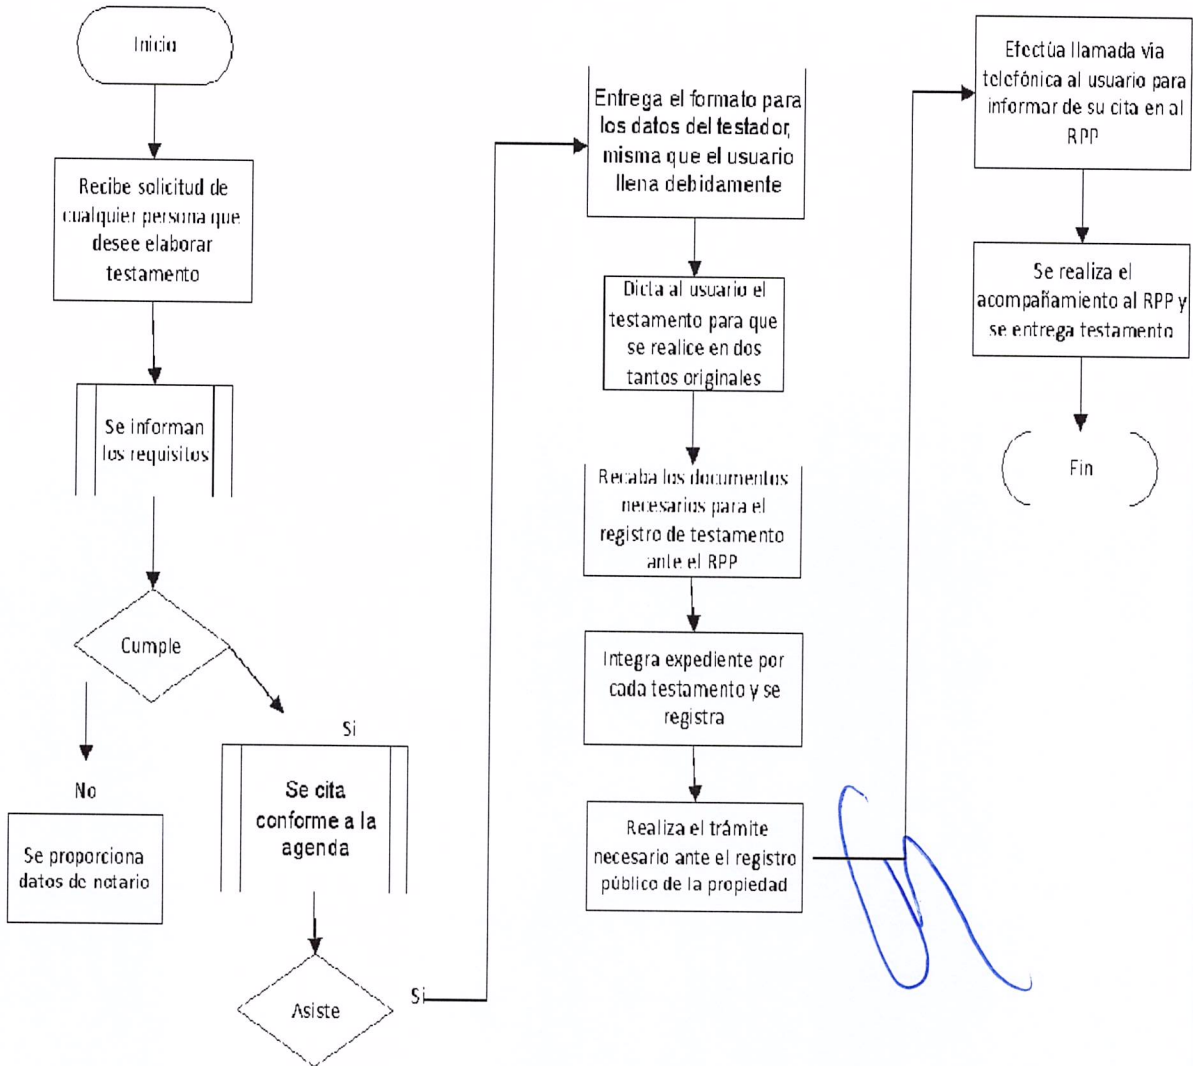 Inicio
Recibe solicitud de
cualquier persona que
desee elaborar
testamento
Se informan
los requisitos
Cumple
No
Se proporciona
datos de notario
Si
Se cita
conforme a la
agenda
Asiste
Si
Entrega el formato para
los datos del testador,
misma que el usuario
llena debidamente
Dicta al usuario el
testamento para que
se realice en dos
tantos originales
Recaba los documentos
necesarios para el
registro de testamento
ante el RPP
Integra expediente por
cada testamento y se
registra
Realiza el trámite
necesario ante el registro
público de la propiedad
Efectúa llamada via
telefónica al usuario para
informar de su cita en al
RPP
Se realiza el
acompañamiento al RPP y
se entrega testamento
Fin